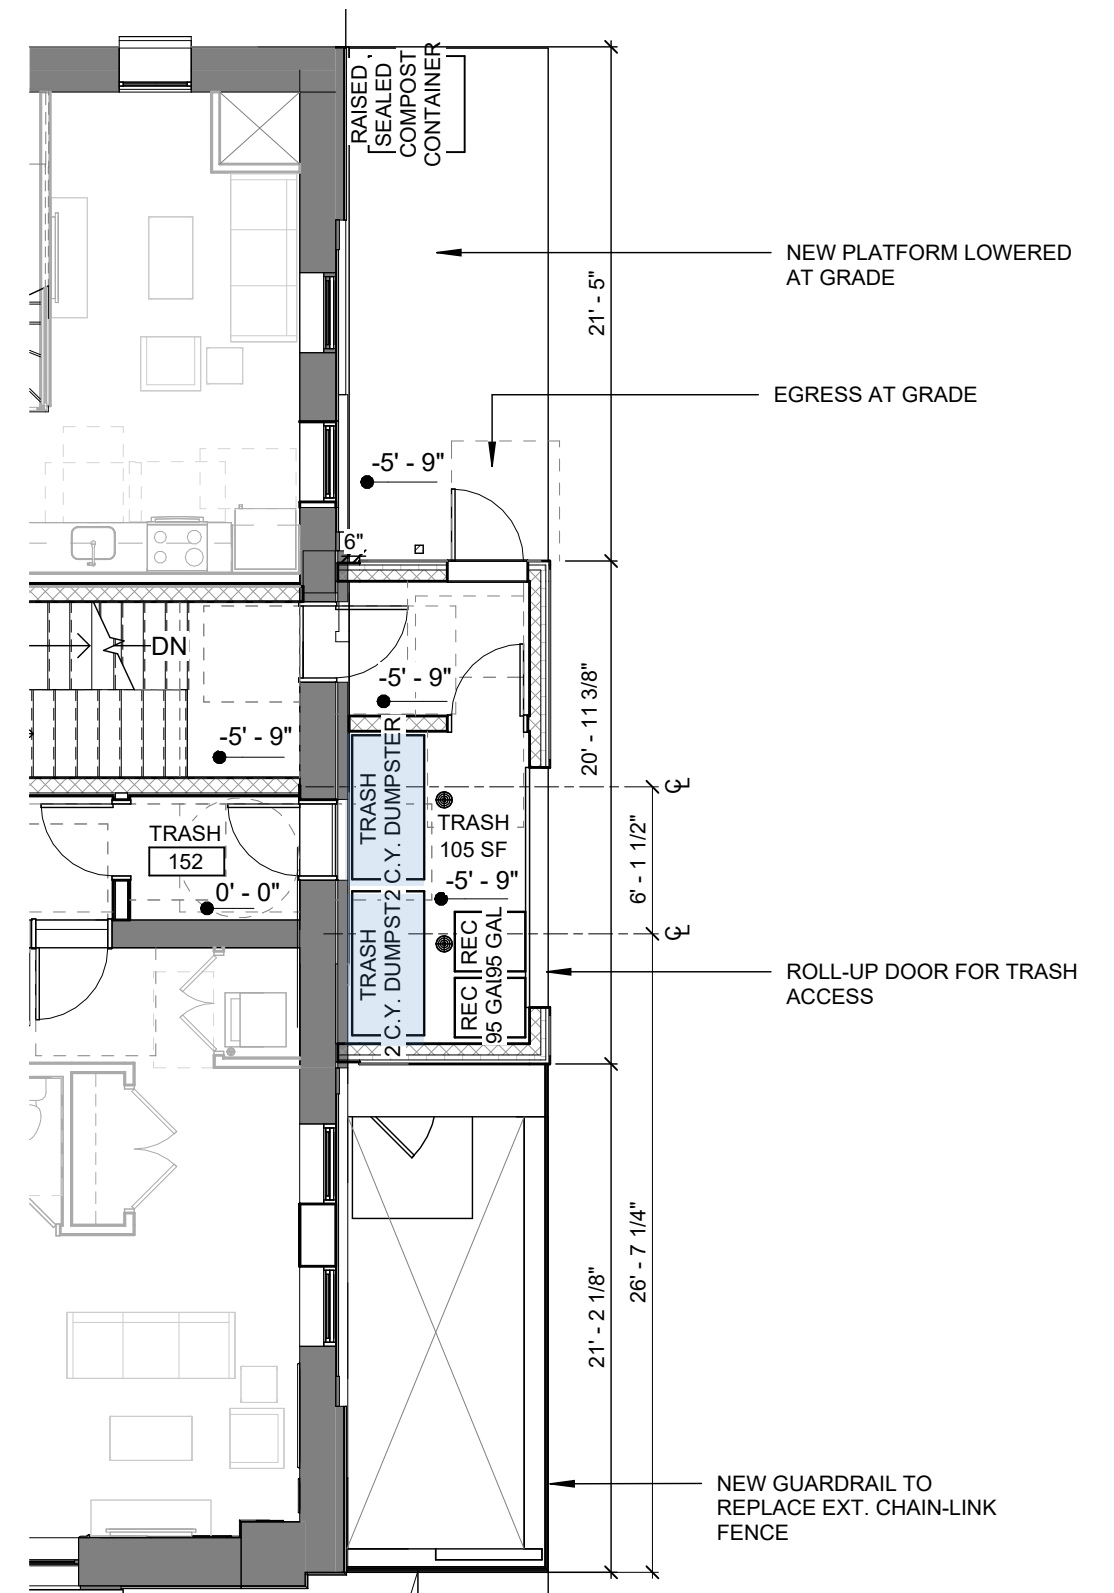 RAISED
SEALED
COMPOST
CONTAINER
NEW PLATFORM LOWERED
AT GRADE
21' - 5"
EGRESS AT GRADE
-5' - 9"
6"
DN
-5' - 9"
-5' - 9"
20' - 11 3/8"
TRASH
2 C.Y. DUMPSTER
TRASH
152
0' - 0"
TRASH
105 SF
-5' - 9"
6' - 1 1/2"
TRASH
2 C.Y. DUMPST
REC
95 GAL
REC
95 GAL
ROLL-UP DOOR FOR TRASH
ACCESS
21' - 2 1/8"
26' - 7 1/4"
NEW GUARDRAIL TO
REPLACE EXT. CHAIN-LINK
FENCE